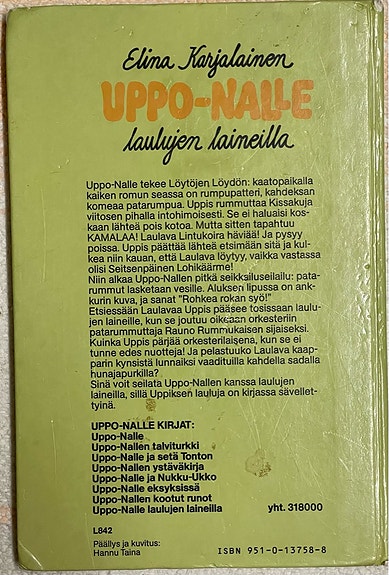 Elina Karjalainen
UPPO-NALLE
laulujen laineilla
Uppo-Nalle tekee Löytöjen Löydön: kaatopaikalla
kaiken romun seassa on rumpupatteri, kahdeksan
komeaa patarumpua. Uppis rummuttaa Kissakuja
viitosen pihalla intohimoisesti. Se ei haluaisi kos-
kaan lähteä pois kotoa. Mutta sitten tapahtuu
KAMALAA! Laulava Lintukoira häviää! Ja pysyy
poissa. Uppis päättää lähteä etsimään sitä ja kul-
kea niin kauan, että Laulava löytyy, vaikka vastassa
olisi Seitsenpäinen Lohikäärme!
Niin alkaa Uppo-Nallen pitkä seikkailuseilailu: pata-
rummut lasketaan vesille. Aluksen lipussa on ank-
kurin kuva, ja sanat "Rohkea rokan syö!"
Etsiessään Laulavaa Uppis pääsee tosissaan laulu-
jen laineille, kun se joutuu oikeaan orkesteriin
patarummuttaja Rauno Rummukaisen sijaiseksi.
Kuinka Uppis pärjää orkesterilaisena, kun se ei
tunne edes nuotteja! Ja pelastuuko Laulava kaap-
parin kynsistä lunnaiksi vaaditulla kahdella sadalla
hunajapurkilla?
Sinä voit seilata Uppo-Nallen kanssa laulujen
laineilla, sillä Uppiksen lauluja on kirjassa sävellet-
tyinä.
UPPO-NALLE KIRJAT:
Uppo-Nalle
Uppo-Nallen talviturkki
Uppo-Nalle ja setä Tonton
Uppo-Nallen ystäväkirja
Uppo-Nalle ja Nukku-Ukko
Uppo-Nalle eksyksissä
Uppo-Nallen kootut runot
Uppo-Nalle laulujen laineilla yht. 318000
L842
Päällys ja kuvitus:
Hannu Taina
ISBN 951-0-13758-8